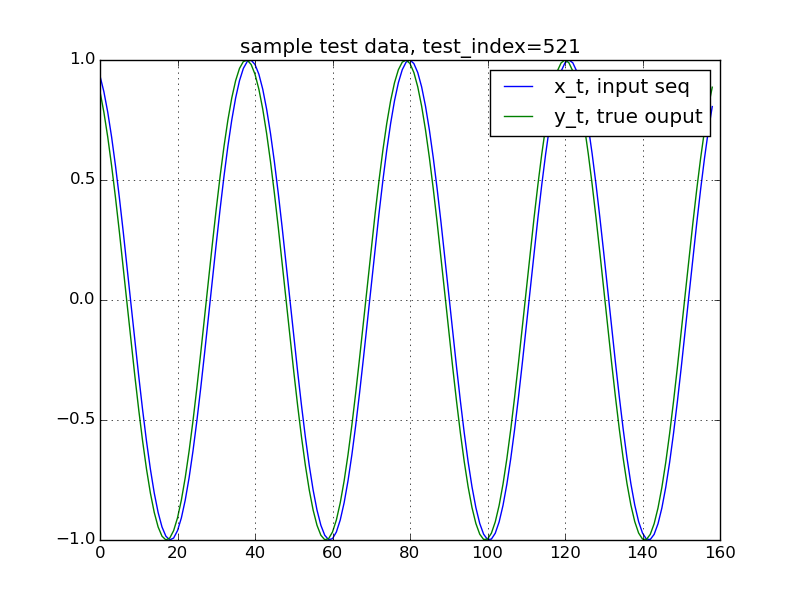 sample test data, test_index=521
x_t, input seq
y_t, true ouput
1.0
0.5
0.0
−0.5
−1.0
0 20 40 60 80 100 120 140 160